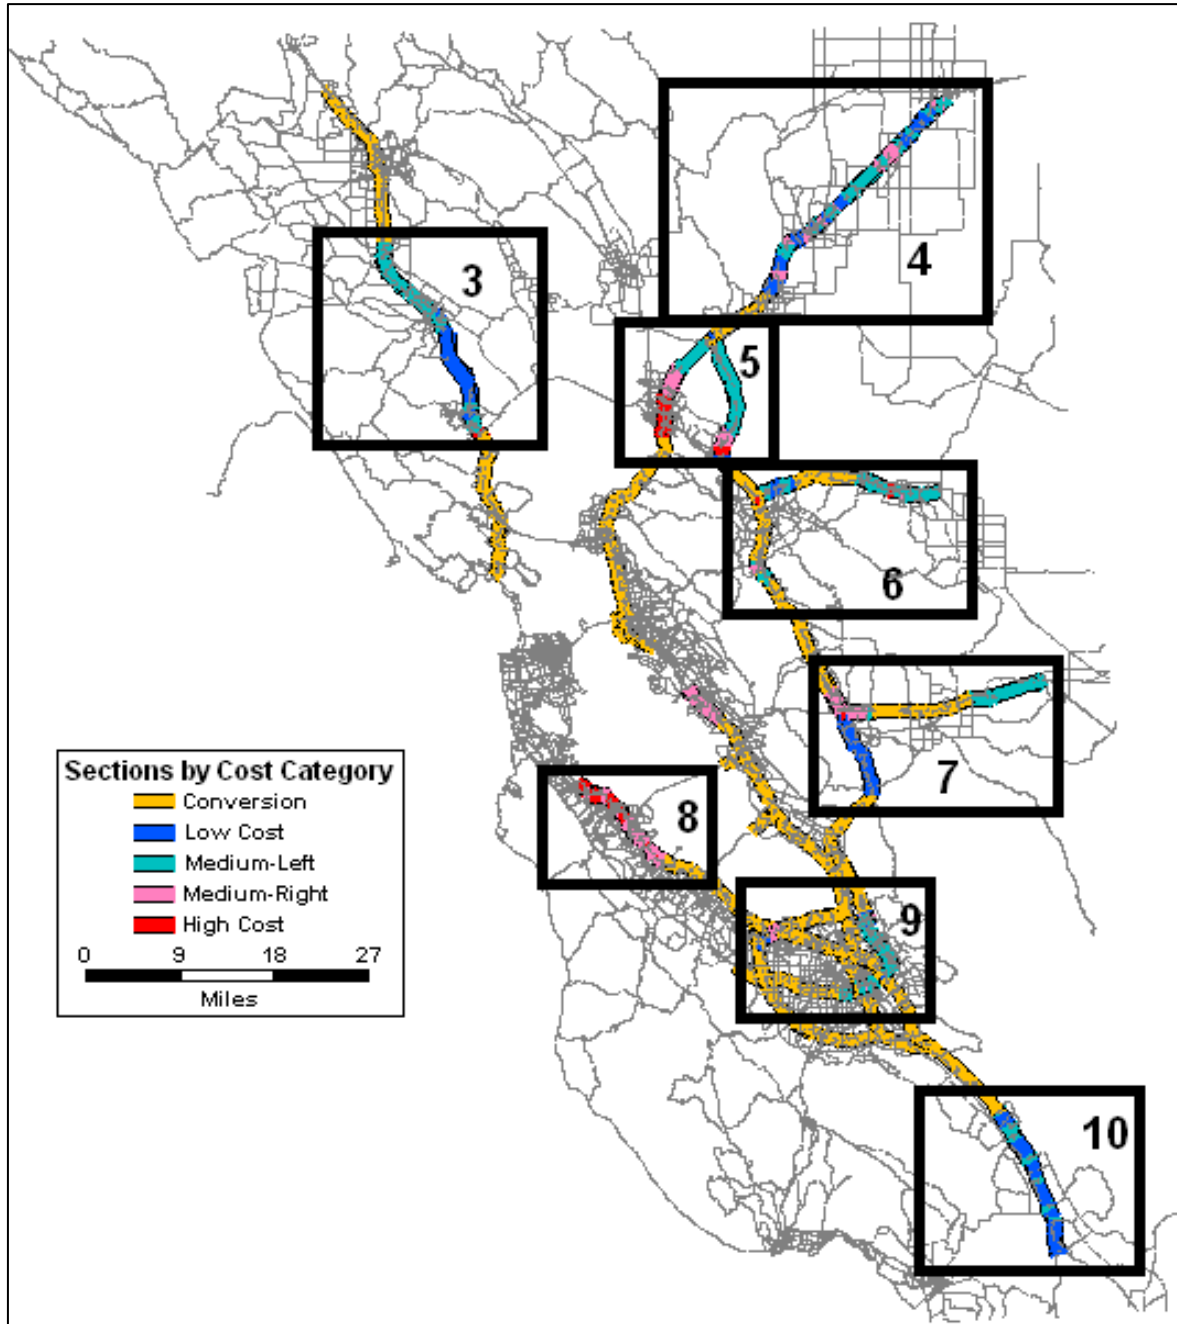 4
3
5
6
7
8
9
10
Sections by Cost Category
Conversion
Low Cost
Medium-Left
Medium-Right
High Cost
0 9 18 27
Miles